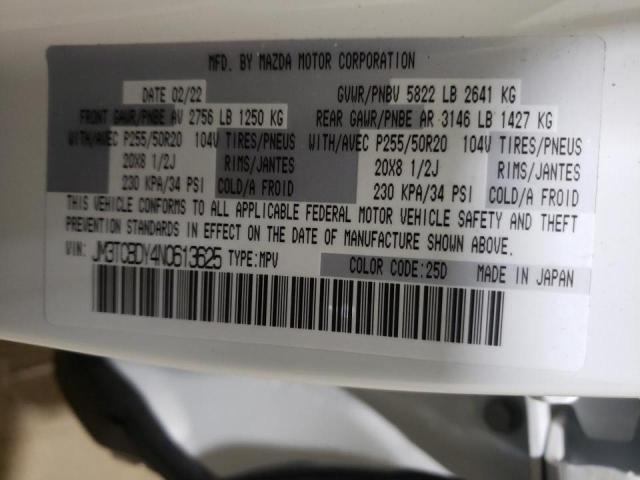 MFD. BY MAZDA MOTOR CORPORATION
DATE 02/22 GVWR/PNBV 5822 LB 2641 KG
FRONT GAWR/PNBE AV 2756 LB 1250 KG REAR GAWR/PNBE AR 3146 LB 1427 KG
WITH/AVEC P255/50R20 104V TIRES/PNEUS WITH/AVEC P255/50R20 104V TIRES/PNEUS
20X8 1/2J RIMS/JANTES 20X8 1/2J RIMS/JANTES
230 KPA/34 PSI COLD/A FROID 230 KPA/34 PSI COLD/A FROID
THIS VEHICLE CONFORMS TO ALL APPLICABLE FEDERAL MOTOR VEHICLE SAFETY AND THEFT
PREVENTION STANDARDS IN EFFECT ON THE DATE OF MANUFACTURE SHOWN ABOVE.
VIN: JM3TCBDY4N0613625 TYPE:MPV COLOR CODE:25D MADE IN JAPAN